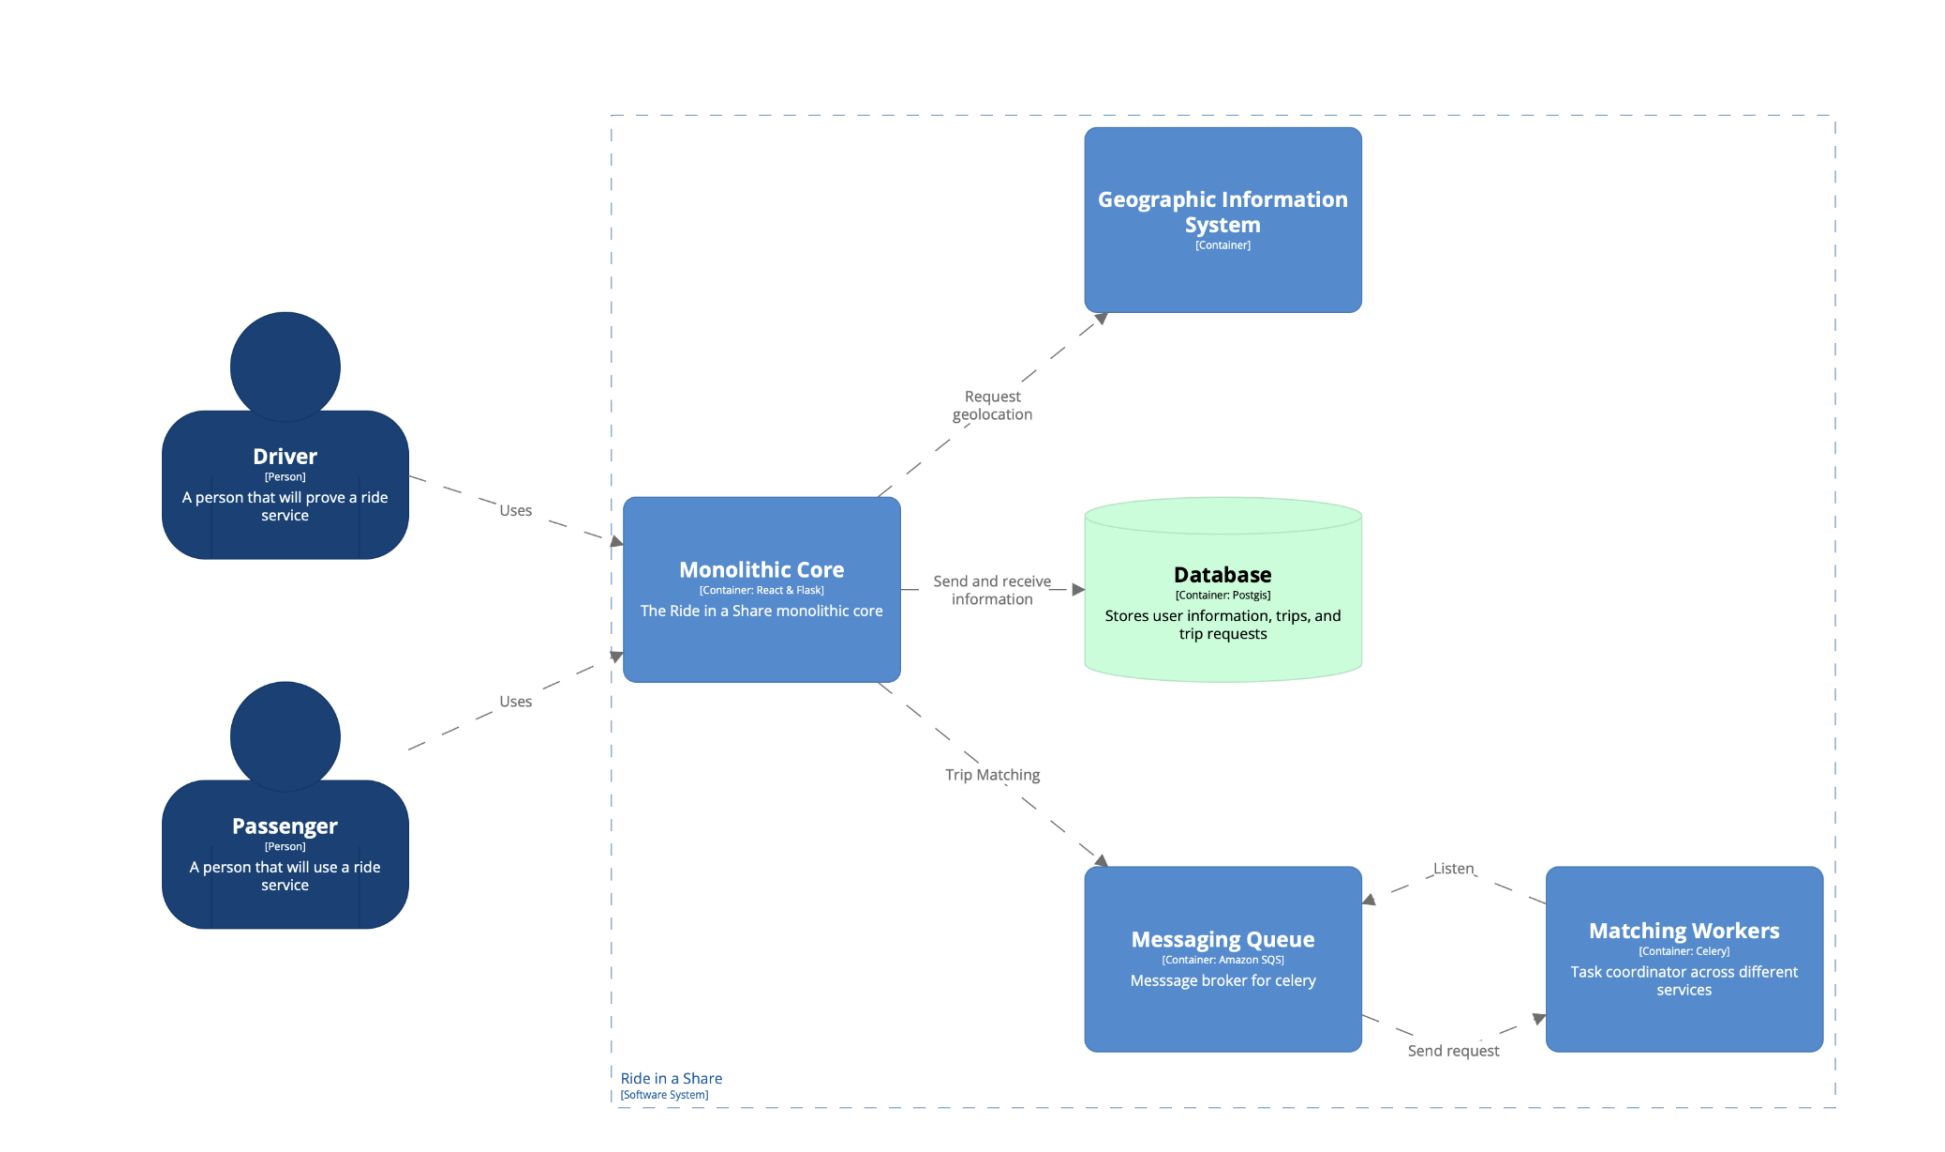 Geographic Information
System
[Container]
Request
geolocation
Driver
[Person]
A person that will prove a ride
service
Uses
Monolithic Core
[Container: React & Flask]
The Ride in a Share monolithic core
Send and receive
information
Database
[Container: Postgis]
Stores user information, trips, and
trip requests
Uses
Passenger
[Person]
A person that will use a ride
service
Trip Matching
Messaging Queue
[Container: Amazon SQS]
Messsage broker for celery
Listen
Send request
Matching Workers
[Container: Celery]
Task coordinator across different
services
Ride in a Share
[Software System]